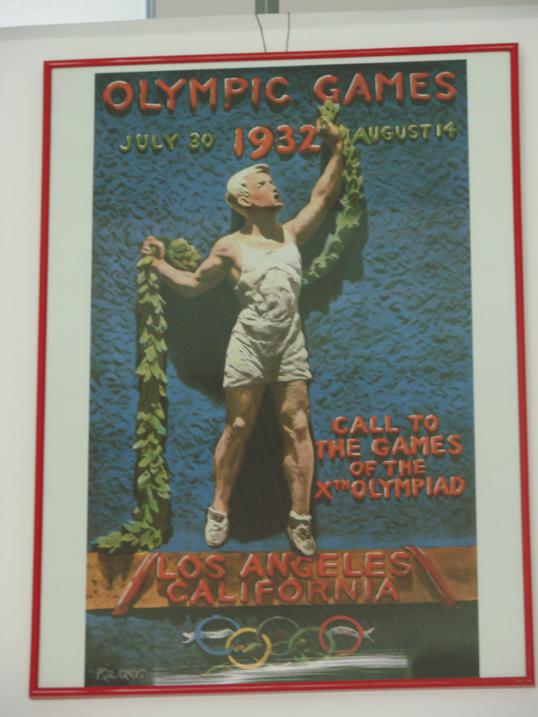 OLYMPIC GAMES
JULY 30 1932 AUGUST 14
CALL TO
THE GAMES
OF THE
XTH OLYMPIAD
LOS ANGELES
CALIFORNIA